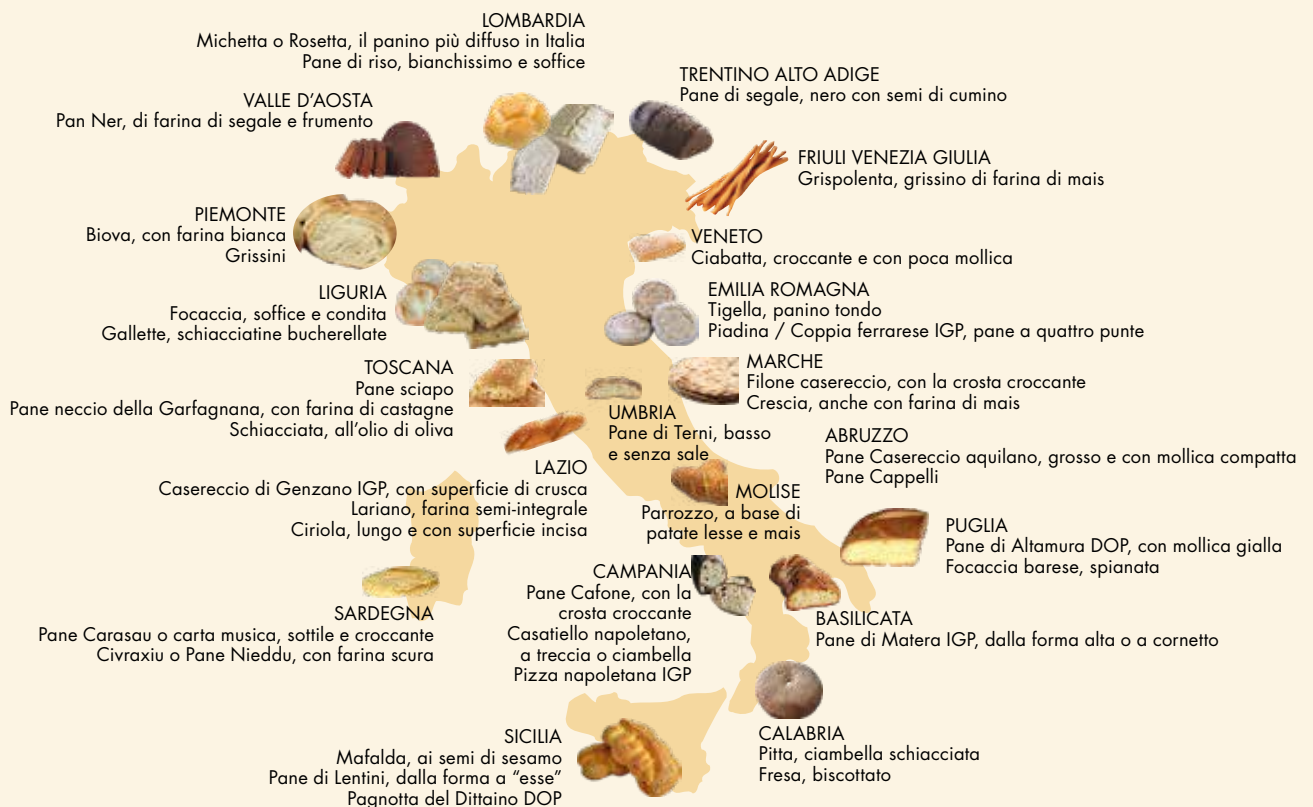 LOMBARDIA
Michetta o Rosetta, il panino più diffuso in Italia
Pane di riso, bianchissimo e soffice
TRENTINO ALTO ADIGE
Pane di segale, nero con semi di cumino
VALLE D'AOSTA
Pan Ner, di farina di segale e frumento
FRIULI VENEZIA GIULIA
Grispolenta, grissino di farina di mais
PIEMONTE
Biova, con farina bianca
Grissini
VENETO
Ciabatta, croccante e con poca mollica
LIGURIA
Focaccia, soffice e condita
Gallette, schiacciatine bucherellate
EMILIA ROMAGNA
Tigella, panino tondo
Piadina / Coppia ferrarese IGP, pane a quattro punte
TOSCANA
Pane sciapo
Pane neccio della Garfagnana, con farina di castagne
Schiacciata, all'olio di oliva
MARCHE
Filone casereccio, con la crosta croccante
Crescia, anche con farina di mais
UMBRIA
Pane di Terni, basso
e senza sale
ABRUZZO
Pane Casereccio aquilano, grosso e con mollica compatta
Pane Cappelli
LAZIO
Casereccio di Genzano IGP, con superficie di crusca
Lariano, farina semi-integrale
Ciriola, lungo e con superficie incisa
MOLISE
Parrozzo, a base di
patate lesse e mais
PUGLIA
Pane di Altamura DOP, con mollica gialla
Focaccia barese, spianata
CAMPANIA
Pane Cafone, con la
crosta croccante
Casatiello napoletano,
a treccia o ciambella
Pizza napoletana IGP
BASILICATA
Pane di Matera IGP, dalla forma alta o a cornetto
SARDEGNA
Pane Carasau o carta musica, sottile e croccante
Civraxiu o Pane Nieddu, con farina scura
CALABRIA
Pitta, ciambella schiacciata
Fresa, biscottato
SICILIA
Mafalda, ai semi di sesamo
Pane di Lentini, dalla forma a “esse”
Pagnotta del Dittaino DOP